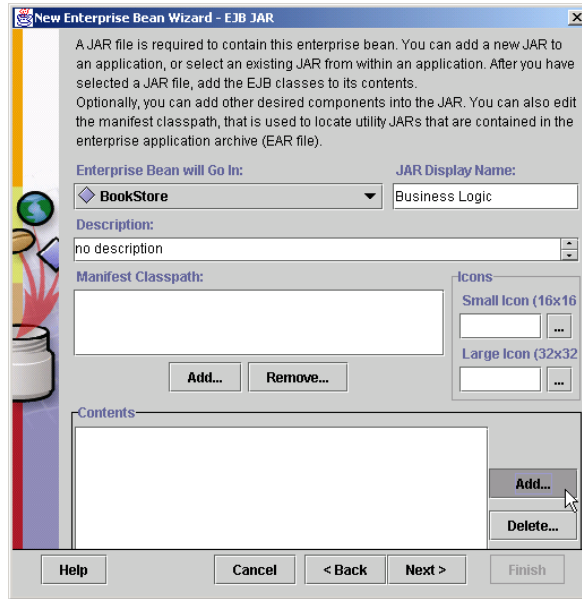 New Enterprise Bean Wizard - EJB JAR
A JAR file is required to contain this enterprise bean. You can add a new JAR to
an application, or select an existing JAR from within an application. After you have
selected a JAR file, add the EJB classes to its contents.
Optionally, you can add other desired components into the JAR. You can also edit
the manifest classpath, that is used to locate utility JARs that are contained in the
enterprise application archive (EAR file).
Enterprise Bean will Go In: JAR Display Name:
BookStore Business Logic
Description:
no description
Manifest Classpath: Icons
Small Icon (16x16
...
Large Icon (32x32
Add... Remove... ...
Contents
Add...
Delete...
Help Cancel < Back Next > Finish